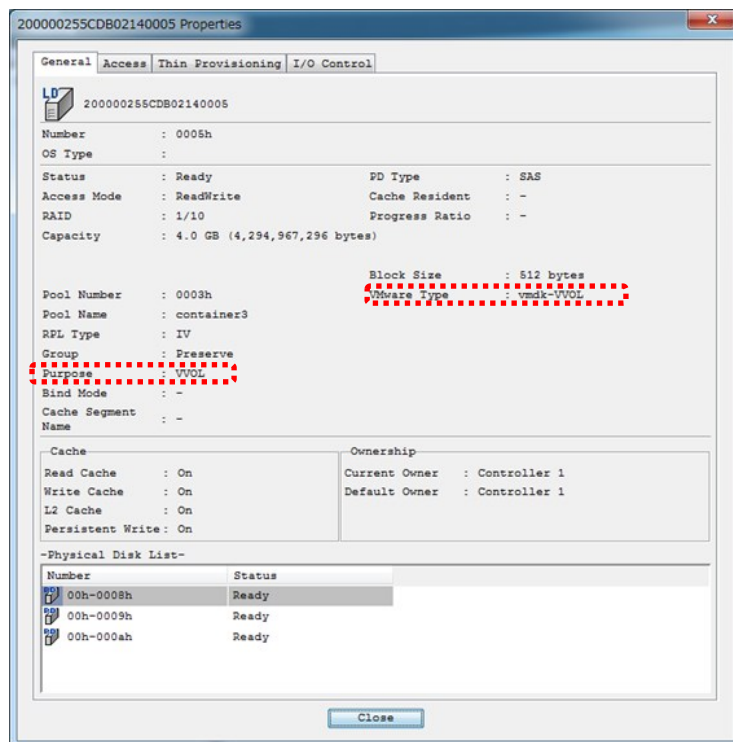 200000255CDB02140005 Properties
General Access Thin Provisioning I/O Control
LD
200000255CDB02140005
Number : 0005h
OS Type :
Status : Ready PD Type : SAS
Access Mode : ReadWrite Cache Resident : -
RAID : 1/10 Progress Ratio : -
Capacity : 4.0 GB (4,294,967,296 bytes)
Block Size : 512 bytes
Pool Number : 0003h VMware Type : vmdk-VVOL
Pool Name : container3
RPL Type : IV
Group : Preserve
Purpose : VVOL
Bind Mode : -
Cache Segment
Name : -
Cache Ownership
Read Cache : On Current Owner : Controller 1
Write Cache : On Default Owner : Controller 1
L2 Cache : On
Persistent Write : On
-Physical Disk List-
Number Status
PD 00h-0008h Ready
PD 00h-0009h Ready
PD 00h-000ah Ready
Close